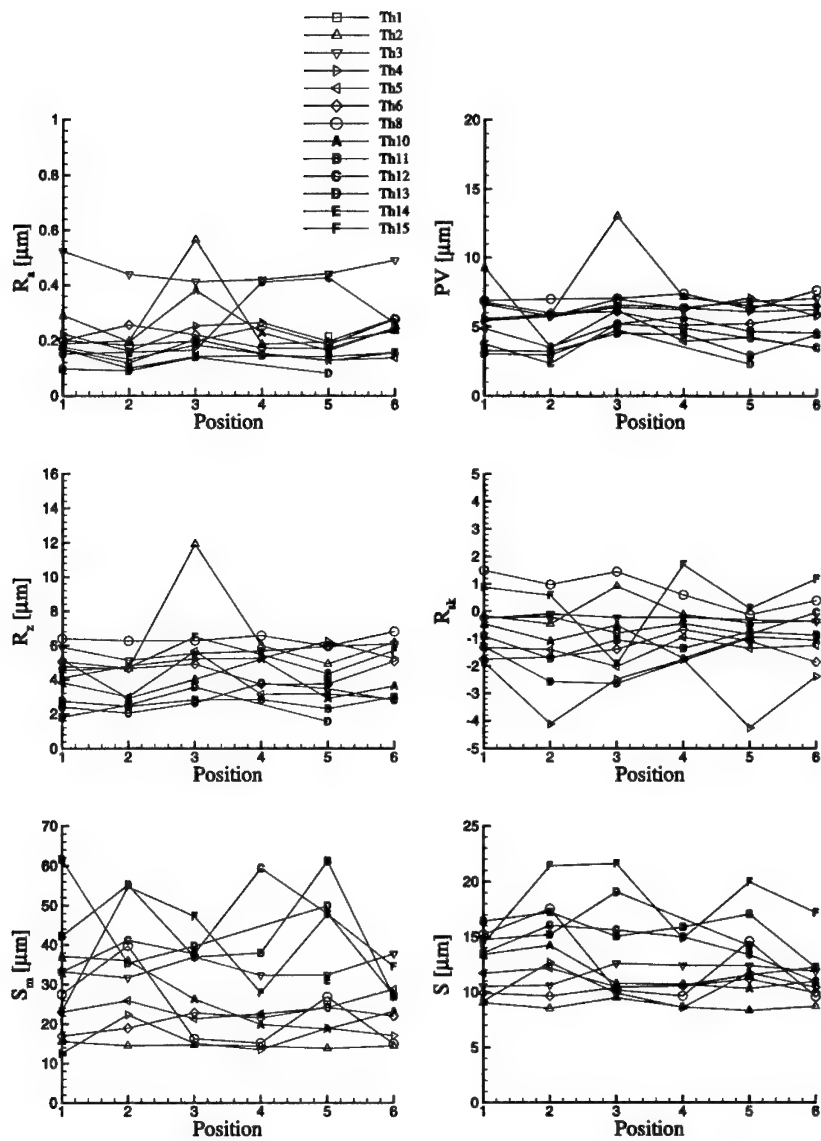 Th1
Th2
Th3
Th4
Th5
Th6
Th8
A Th10
B Th11
C Th12
D Th13
E Th14
F Th15
Ra [μm]
1
0.8
0.6
0.4
0.2
0
1 2 3 4 5 6
Position
PV [μm]
20
15
10
5
0
1 2 3 4 5 6
Position
Rz [μm]
16
14
12
10
8
6
4
2
0
1 2 3 4 5 6
Position
Rsk
5
4
3
2
1
0
-1
-2
-3
-4
-5
1 2 3 4 5 6
Position
Sm [μm]
70
60
50
40
30
20
10
0
1 2 3 4 5 6
Position
S [μm]
25
20
15
10
5
0
1 2 3 4 5 6
Position